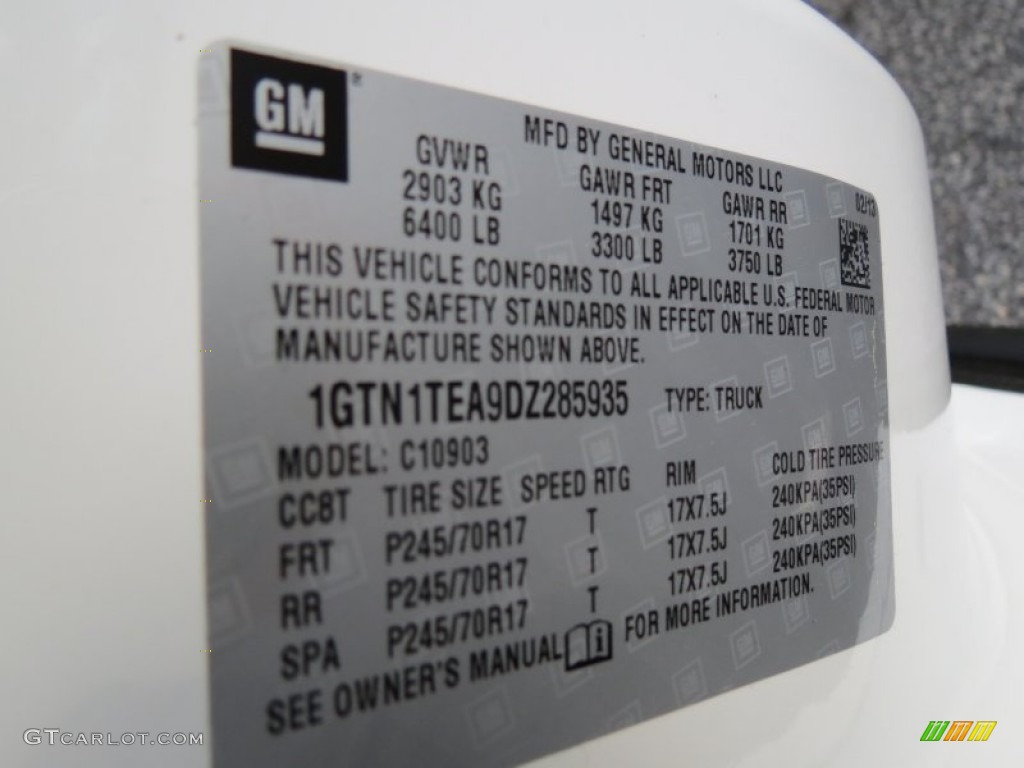 GM
MFD BY GENERAL MOTORS LLC
02/13
GVWR GAWR FRT GAWR RR
2903 KG 1497 KG 1701 KG
6400 LB 3300 LB 3750 LB
THIS VEHICLE CONFORMS TO ALL APPLICABLE U.S. FEDERAL MOTOR
VEHICLE SAFETY STANDARDS IN EFFECT ON THE DATE OF
MANUFACTURE SHOWN ABOVE.
1GTN1TEA9DZ285935 TYPE: TRUCK
MODEL: C10903
CC8T TIRE SIZE SPEED RTG RIM COLD TIRE PRESSURE
FRT P245/70R17 T 17X7.5J 240KPA(35PSI)
RR P245/70R17 T 17X7.5J 240KPA(35PSI)
SPA P245/70R17 T 17X7.5J 240KPA(35PSI)
SEE OWNER'S MANUAL FOR MORE INFORMATION.
GTCARLOT.COM